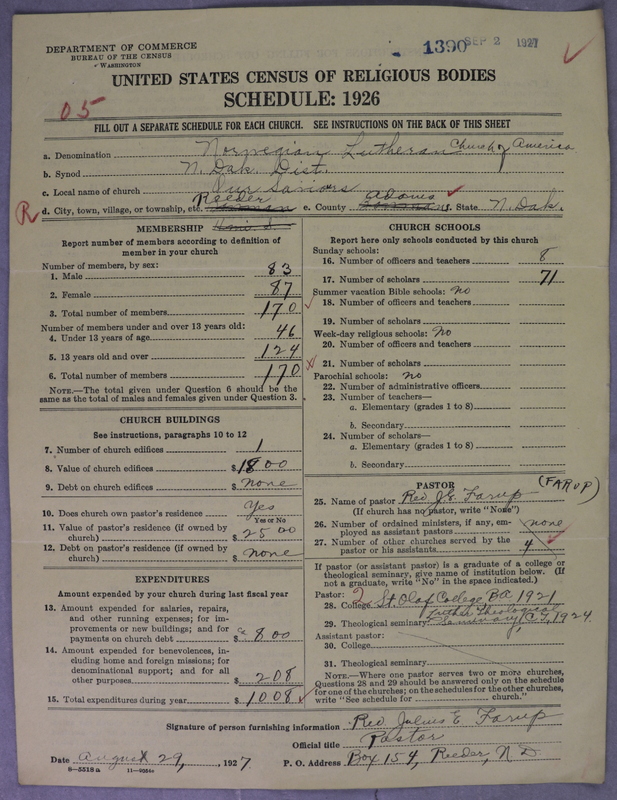 DEPARTMENT OF COMMERCE
BUREAU OF THE CENSUS
WASHINGTON
1390 SEP 2 1927
UNITED STATES CENSUS OF RELIGIOUS BODIES
SCHEDULE: 1926
05
FILL OUT A SEPARATE SCHEDULE FOR EACH CHURCH. SEE INSTRUCTIONS ON THE BACK OF THIS SHEET
a. Denomination Norwegian Lutheran Church of America
b. Synod N. Dak. Dist.
c. Local name of church Our Saviors
R d. City, town, village, or township, etc. Reeder e. County Adams f. State N. Dak.
MEMBERSHIP
Report number of members according to definition of member in your church
Number of members, by sex:
1. Male 83
2. Female 87
3. Total number of members 170
Number of members under and over 13 years old:
4. Under 13 years of age 46
5. 13 years old and over 124
6. Total number of members 170
NOTE.—The total given under Question 6 should be the same as the total of males and females given under Question 3.
CHURCH BUILDINGS
See instructions, paragraphs 10 to 12
7. Number of church edifices 1
8. Value of church edifices $ 1800
9. Debt on church edifices $ none
10. Does church own pastor's residence Yes
Yes or No
11. Value of pastor's residence (if owned by church) $ 2500
12. Debt on pastor's residence (if owned by church) $ none
EXPENDITURES
Amount expended by your church during last fiscal year
13. Amount expended for salaries, repairs, and other running expenses; for improvements or new buildings; and for payments on church debt ca $ 800
14. Amount expended for benevolences, including home and foreign missions; for denominational support; and for all other purposes $ 208
15. Total expenditures during year $ 1008
CHURCH SCHOOLS
Report here only schools conducted by this church
Sunday schools:
16. Number of officers and teachers 8
17. Number of scholars 71
Summer vacation Bible schools: no
18. Number of officers and teachers
19. Number of scholars
Week-day religious schools: No
20. Number of officers and teachers
21. Number of scholars
Parochial schools: no
22. Number of administrative officers
23. Number of teachers—
a. Elementary (grades 1 to 8)
b. Secondary
24. Number of scholars—
a. Elementary (grades 1 to 8)
b. Secondary
PASTOR (FARUP)
25. Name of pastor Rev. J. E. Farup
(If church has no pastor, write "None")
26. Number of ordained ministers, if any, employed as assistant pastors none
27. Number of other churches served by the pastor or his assistants 4
If pastor (or assistant pastor) is a graduate of a college or theological seminary, give name of institution below. (If not a graduate, write "No" in the space indicated.)
Pastor: 2
28. College St. Olaf College BA 1921
29. Theological seminary Luther Theological Seminary, C.T., 1924
Assistant pastor:
30. College
31. Theological seminary
NOTE.—Where one pastor serves two or more churches, Questions 28 and 29 should be answered only on the schedule for one of the churches; on the schedules for the other churches, write "See schedule for church."
Signature of person furnishing information Rev Julius E. Farup
Official title Pastor
Date August 29, 1927 P. O. Address Box 154, Reeder, N. D.
8—5518 a